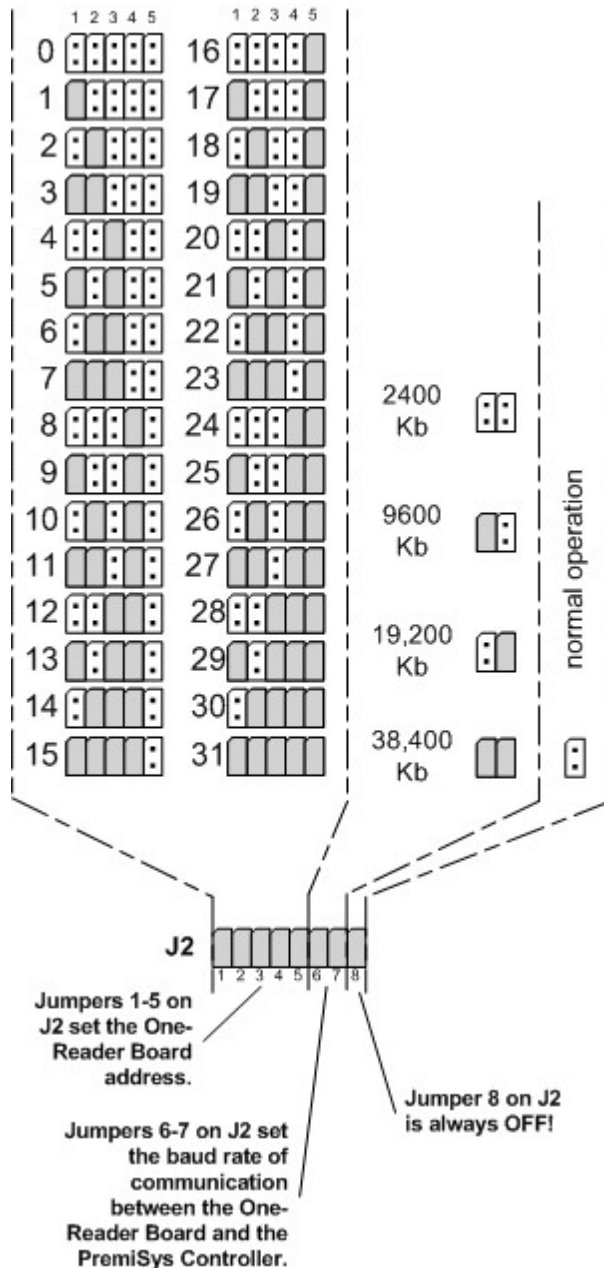 1 2 3 4 5 1 2 3 4 5
0 16
1 17
2 18
3 19
4 20
5 21
6 22
7 23
8 24
9 25
10 26
11 27
12 28
13 29
14 30
15 31
2400
Kb
9600
Kb
19,200
Kb
38,400
Kb
normal operation
J2
1 2 3 4 5 6 7 8
Jumpers 1-5 on
J2 set the One-
Reader Board
address.
Jumper 8 on J2
is always OFF!
Jumpers 6-7 on J2 set
the baud rate of
communication
between the One-
Reader Board and the
PremiSys Controller.